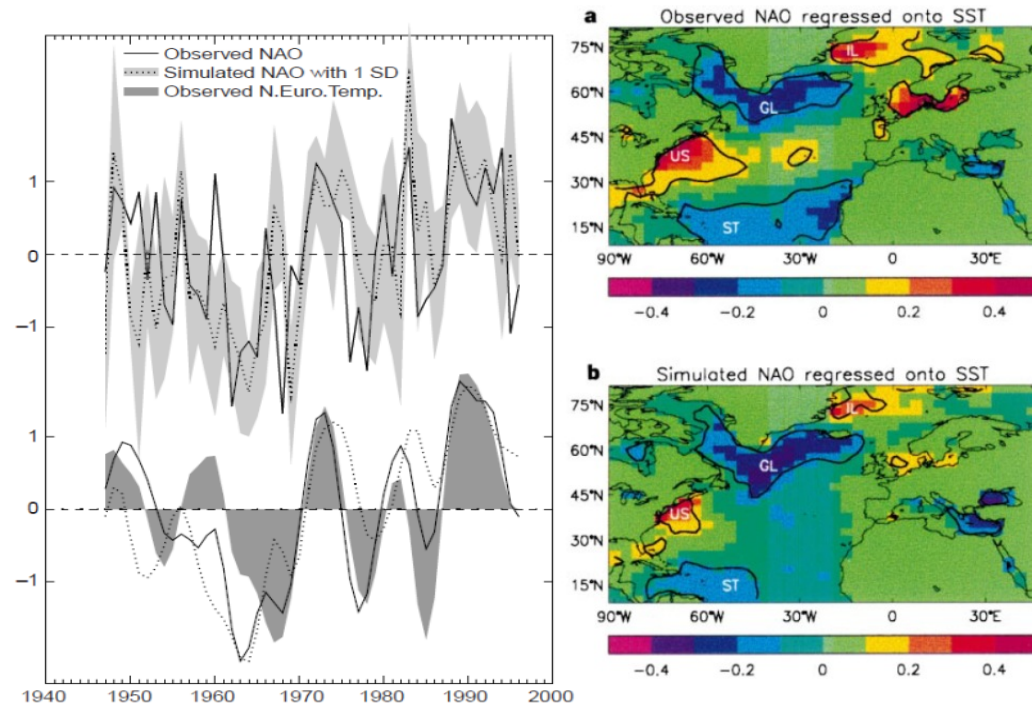 Observed NAO
Simulated NAO with 1 SD
Observed N.Euro.Temp.
1
0
−1
1
0
−1
1940 1950 1960 1970 1980 1990 2000
a Observed NAO regressed onto SST
75°N
60°N
45°N
30°N
15°N
IL
GL
US
ST
90°W 60°W 30°W 0 30°E
−0.4 −0.2 0 0.2 0.4
b Simulated NAO regressed onto SST
75°N
60°N
45°N
30°N
15°N
IL
GL
US
ST
90°W 60°W 30°W 0 30°E
−0.4 −0.2 0 0.2 0.4